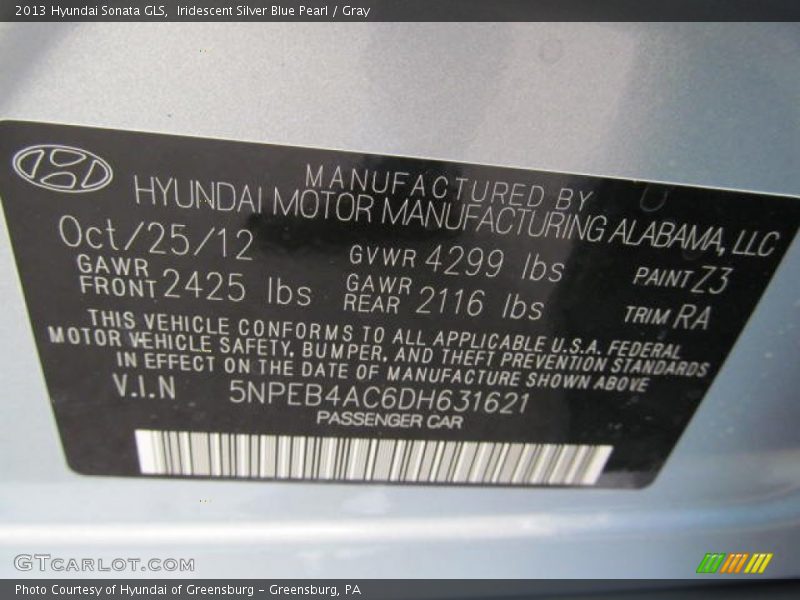 2013 Hyundai Sonata GLS, Iridescent Silver Blue Pearl / Gray
MANUFACTURED BY
HYUNDAI MOTOR MANUFACTURING ALABAMA, LLC
Oct/25/12 GVWR 4299 lbs PAINT Z3
GAWR FRONT 2425 lbs GAWR REAR 2116 lbs TRIM RA
THIS VEHICLE CONFORMS TO ALL APPLICABLE U.S.A. FEDERAL
MOTOR VEHICLE SAFETY, BUMPER, AND THEFT PREVENTION STANDARDS
IN EFFECT ON THE DATE OF MANUFACTURE SHOWN ABOVE
V.I.N 5NPEB4AC6DH631621
PASSENGER CAR
GTCARLOT.COM
Photo Courtesy of Hyundai of Greensburg - Greensburg, PA